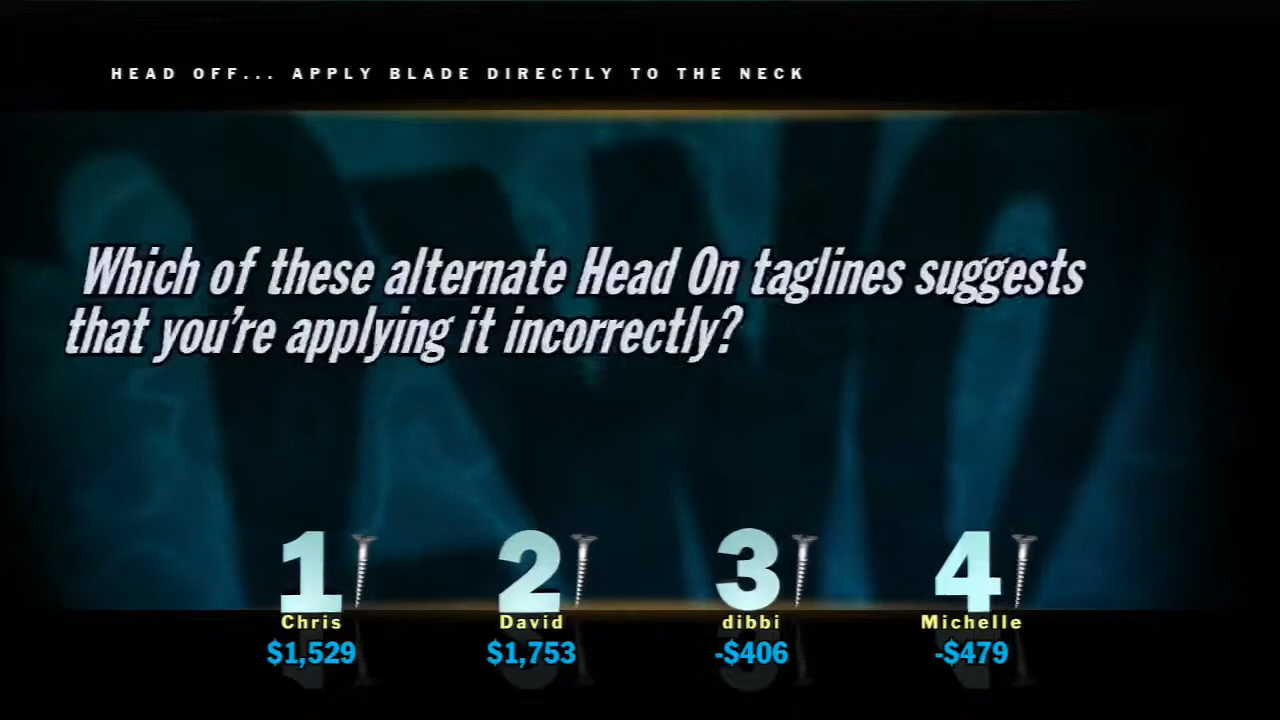 HEAD OFF... APPLY BLADE DIRECTLY TO THE NECK
Which of these alternate Head On taglines suggests
that you're applying it incorrectly?
1 2 3 4
Chris David dibbi Michelle
$1,529 $1,753 -$406 -$479